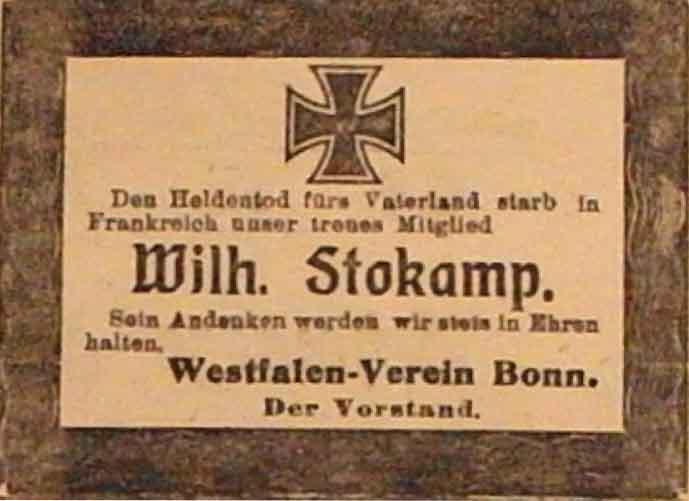 Den Heldentod fürs Vaterland starb in
Frankreich unser treues Mitglied
Wilh. Stokamp.
Sein Andenken werden wir stets in Ehren
halten.
Westfalen-Verein Bonn.
Der Vorstand.